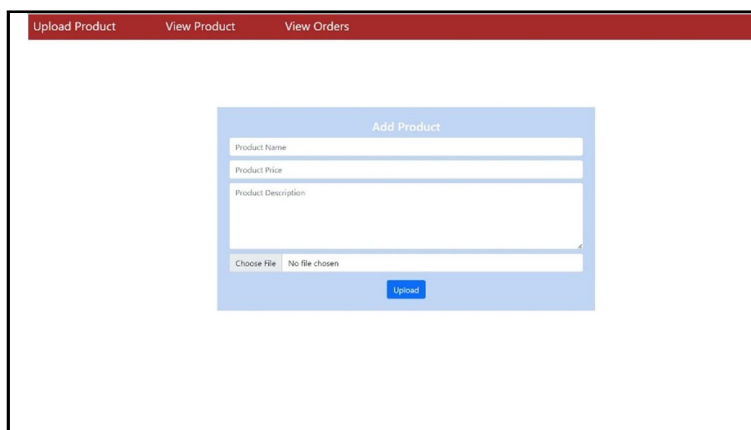 Upload Product View Product View Orders
Add Product
Product Name
Product Price
Product Description
Choose File No file chosen
Upload